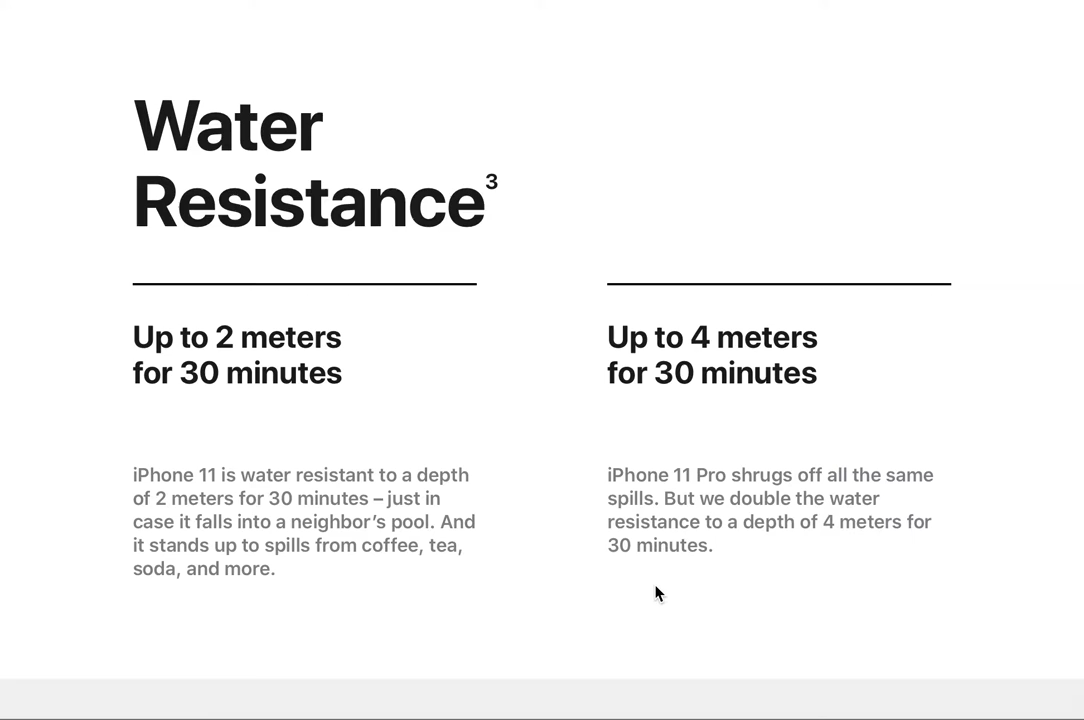 Water
Resistance³
Up to 2 meters
for 30 minutes
iPhone 11 is water resistant to a depth
of 2 meters for 30 minutes – just in
case it falls into a neighbor’s pool. And
it stands up to spills from coffee, tea,
soda, and more.
Up to 4 meters
for 30 minutes
iPhone 11 Pro shrugs off all the same
spills. But we double the water
resistance to a depth of 4 meters for
30 minutes.